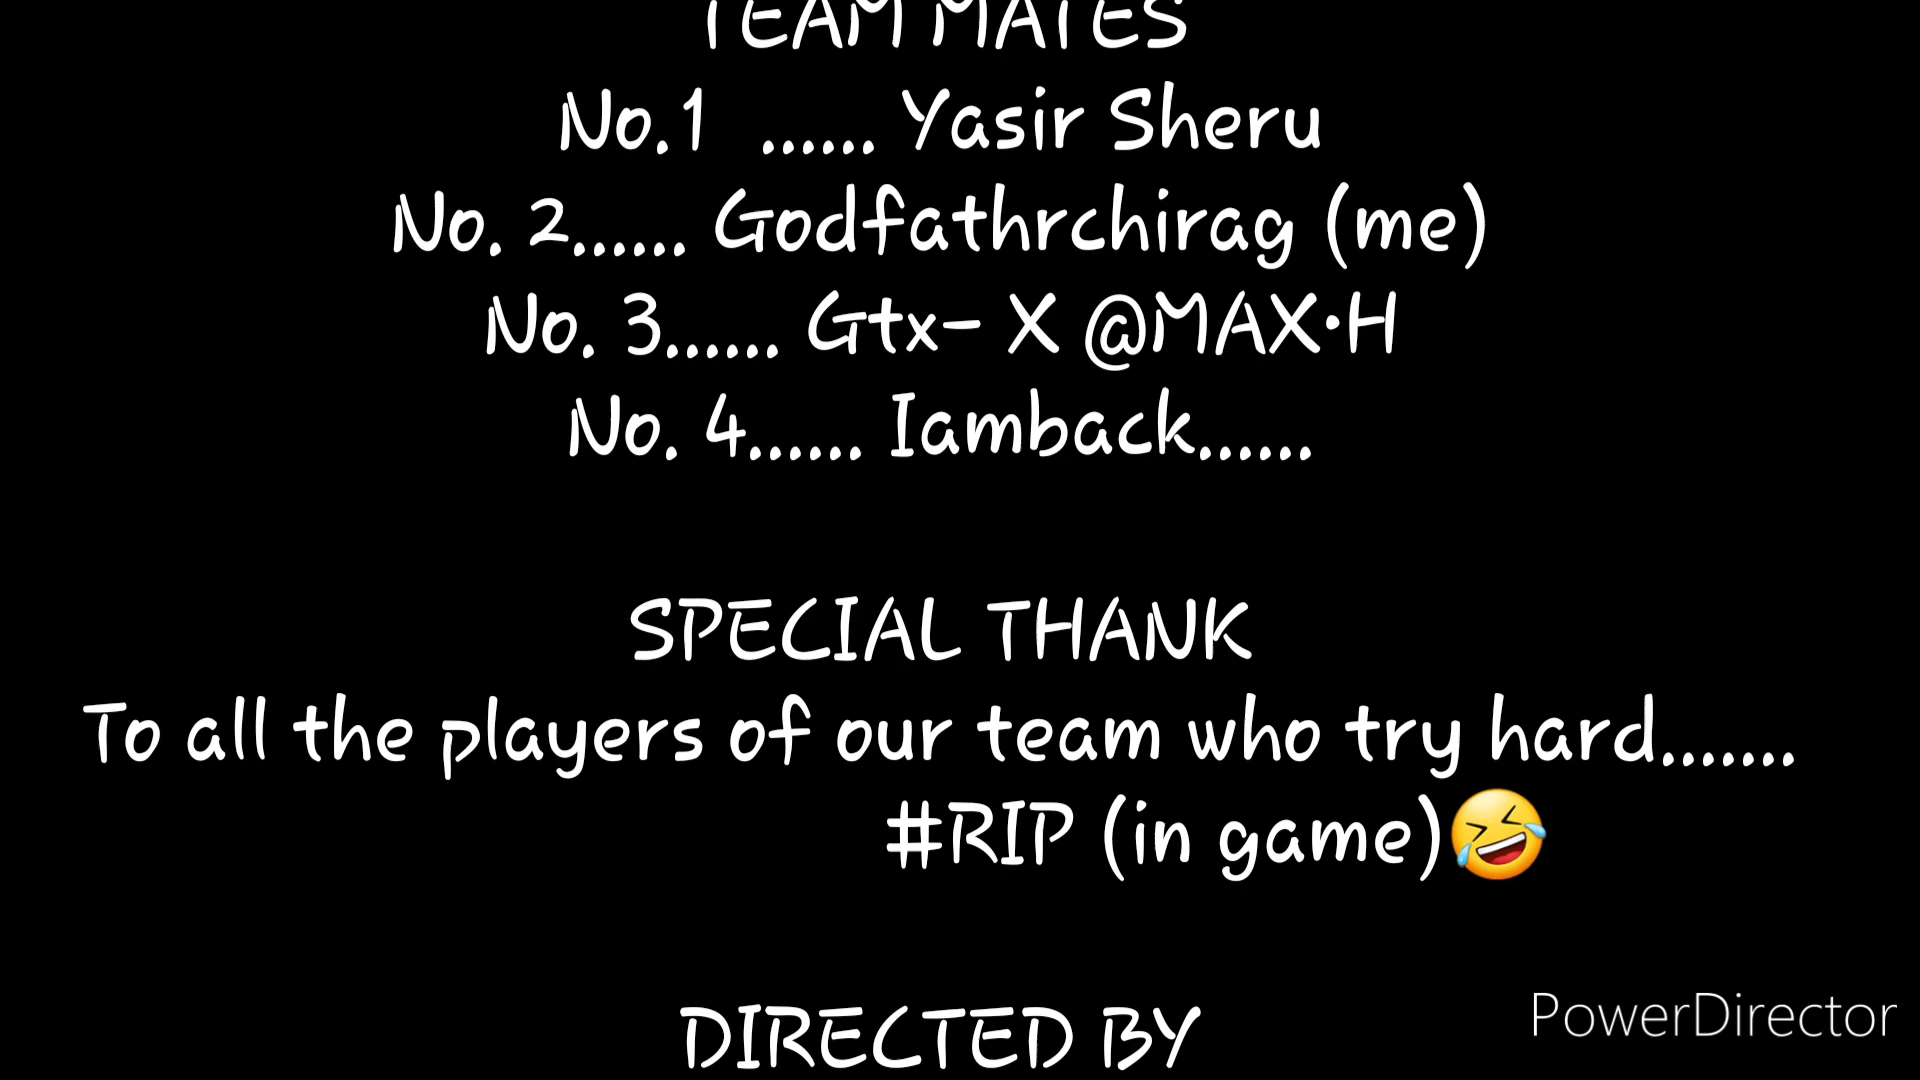 TEAM MATES
No.1  ...... Yasir Sheru
No. 2...... Godfathrchirag (me)
No. 3...... Gtx- X @MAX•H
No. 4...... Iamback......
SPECIAL THANK
To all the players of our team who try hard.......
#RIP (in game)🤣
DIRECTED BY
PowerDirector